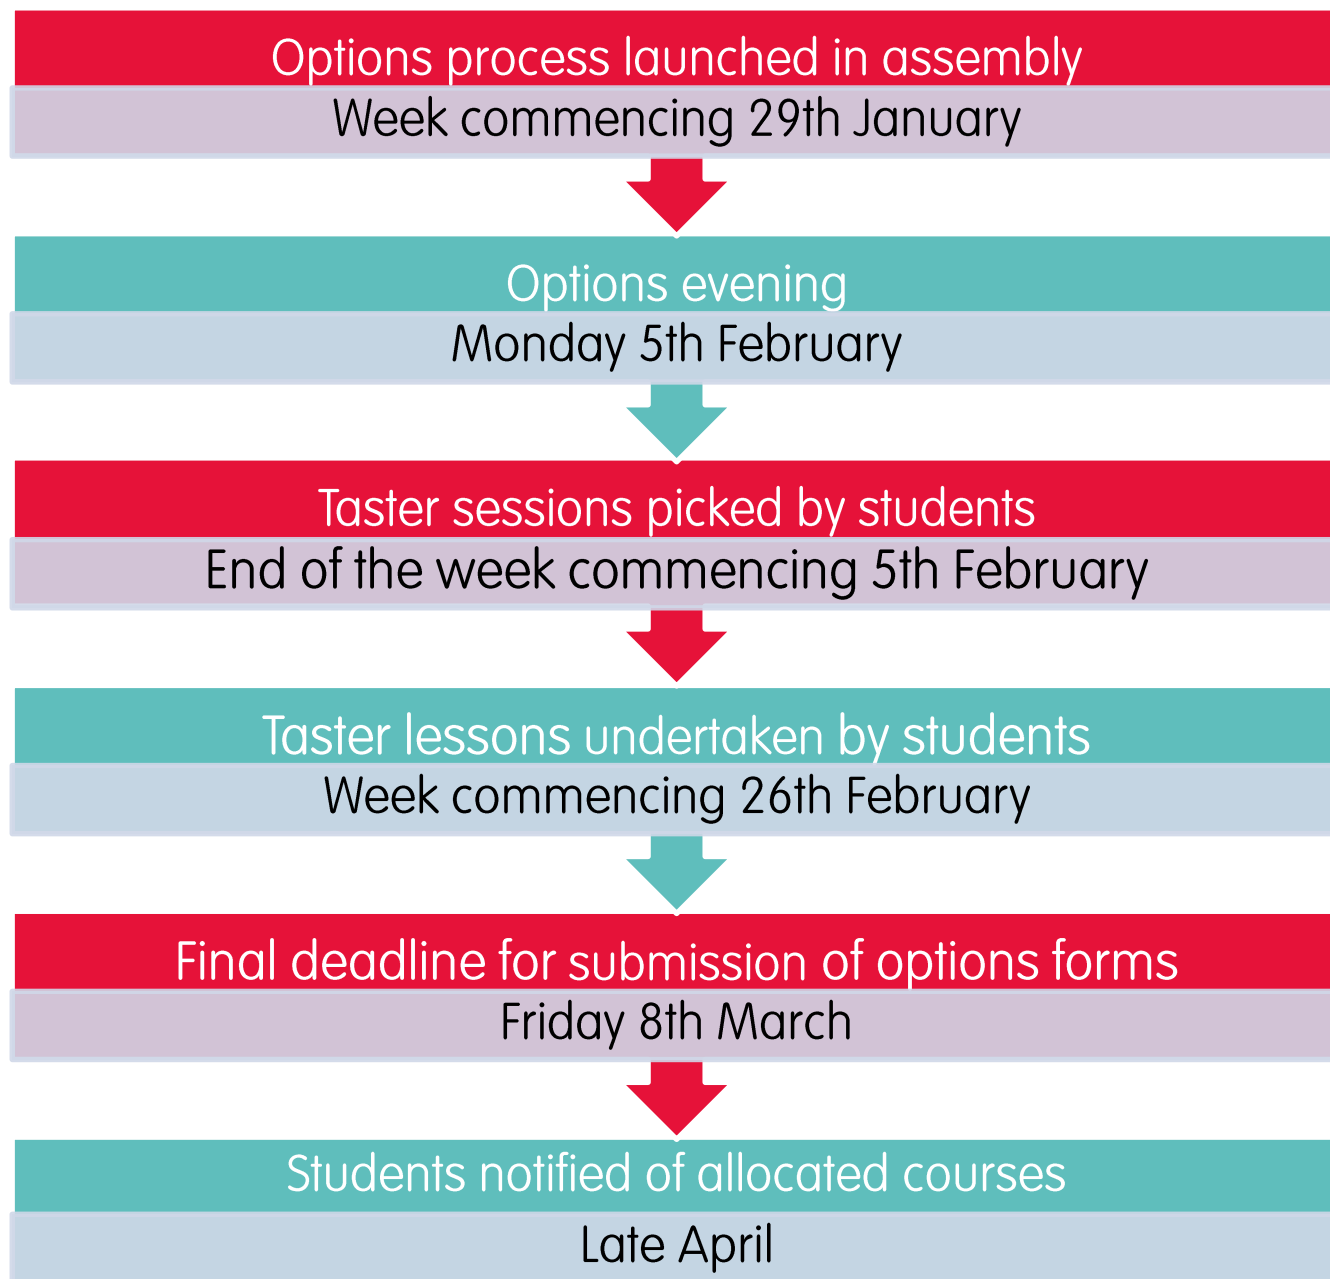 Options process launched in assembly
Week commencing 29th January
Options evening
Monday 5th February
Taster sessions picked by students
End of the week commencing 5th February
Taster lessons undertaken by students
Week commencing 26th February
Final deadline for submission of options forms
Friday 8th March
Students notified of allocated courses
Late April